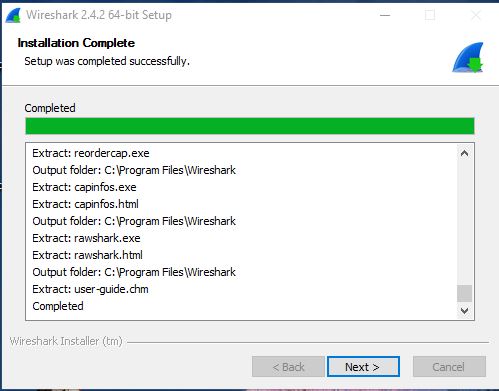 Wireshark 2.4.2 64-bit Setup
Installation Complete
Setup was completed successfully.
Completed
Extract: reordercap.exe
Output folder: C:\Program Files\Wireshark
Extract: capinfos.exe
Extract: capinfos.html
Output folder: C:\Program Files\Wireshark
Extract: rawshark.exe
Extract: rawshark.html
Output folder: C:\Program Files\Wireshark
Extract: user-guide.chm
Completed
Wireshark Installer (tm)
< Back
Next >
Cancel